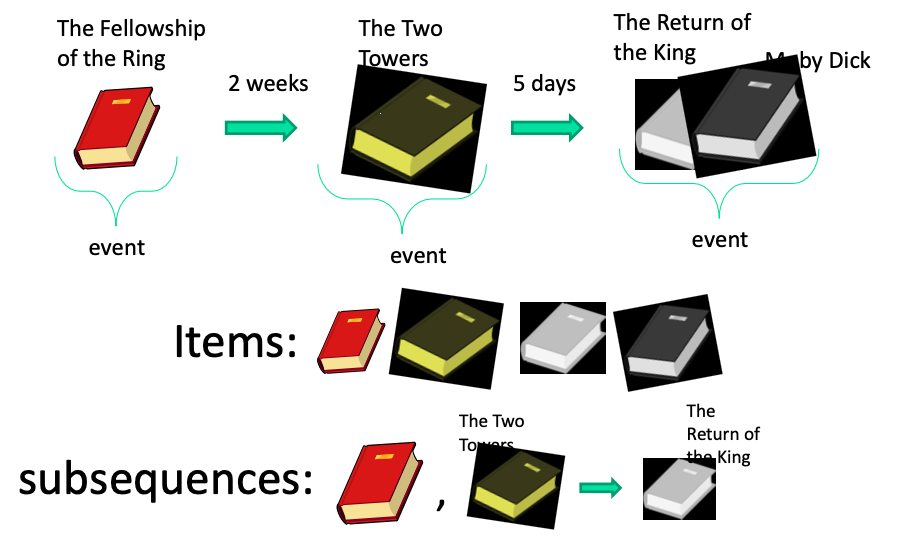 The Fellowship
of the Ring
2 weeks
The Two
Towers
5 days
The Return of
the King
Moby Dick
event
event
event
Items:
subsequences:
,
The Two
Towers
The
Return of
the King